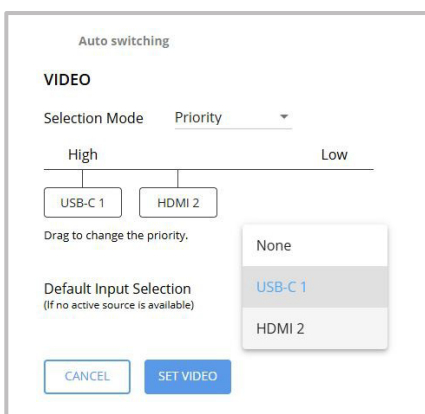 Auto switching
VIDEO
Selection Mode Priority
High Low
USB-C 1 HDMI 2
Drag to change the priority.
None
Default Input Selection USB-C 1
(If no active source is available)
HDMI 2
CANCEL SET VIDEO